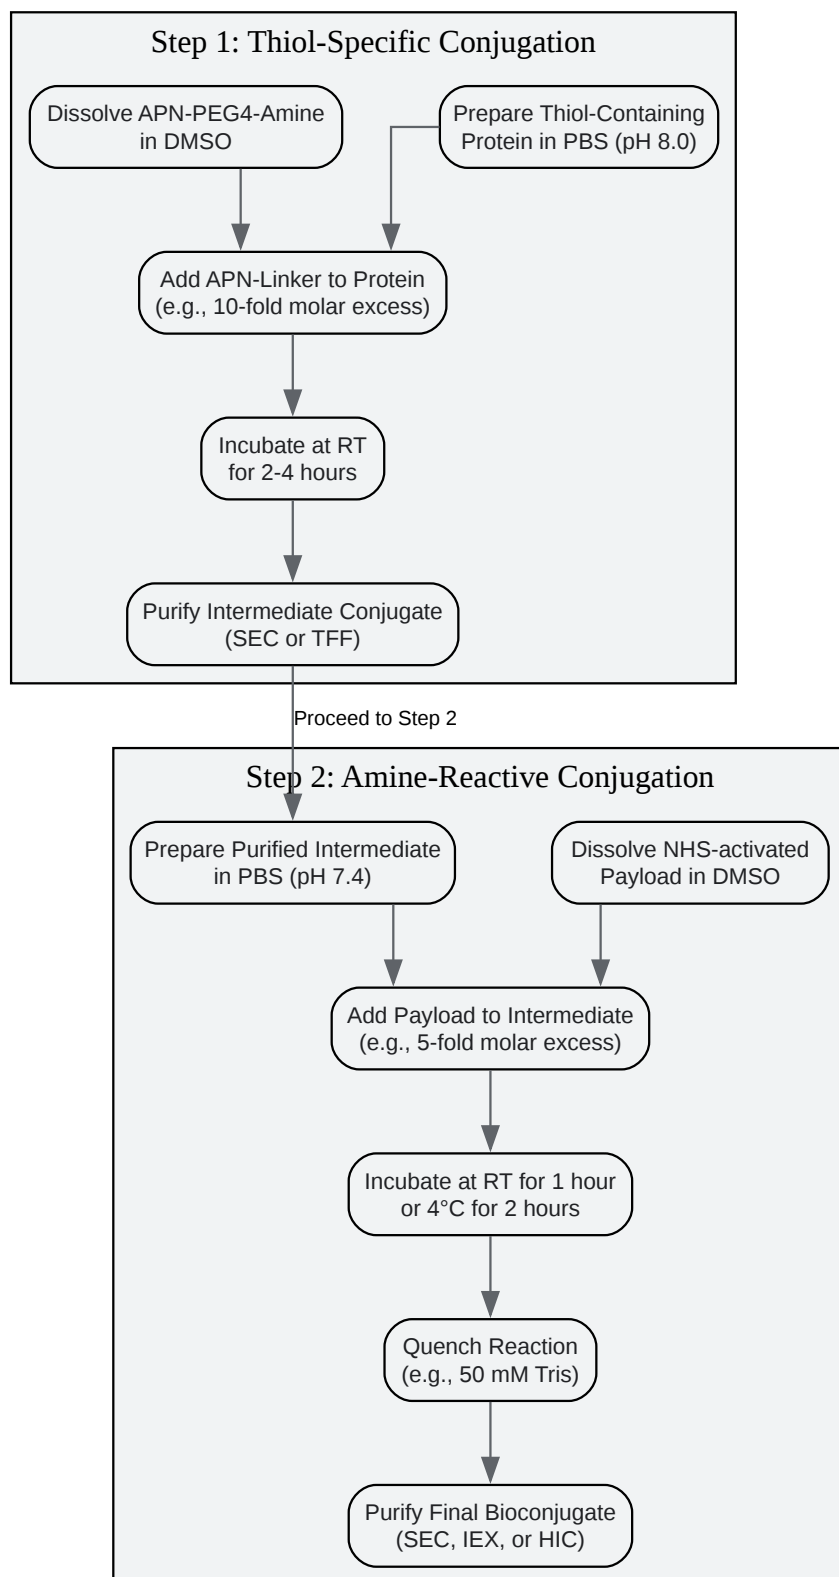 Step 1: Thiol-Specific Conjugation
Dissolve APN-PEG4-Amine
in DMSO
Prepare Thiol-Containing
Protein in PBS (pH 8.0)
Add APN-Linker to Protein
(e.g., 10-fold molar excess)
Incubate at RT
for 2-4 hours
Purify Intermediate Conjugate
(SEC or TFF)
Proceed to Step 2
Step 2: Amine-Reactive Conjugation
Prepare Purified Intermediate
in PBS (pH 7.4)
Dissolve NHS-activated
Payload in DMSO
Add Payload to Intermediate
(e.g., 5-fold molar excess)
Incubate at RT for 1 hour
or 4°C for 2 hours
Quench Reaction
(e.g., 50 mM Tris)
Purify Final Bioconjugate
(SEC, IEX, or HIC)